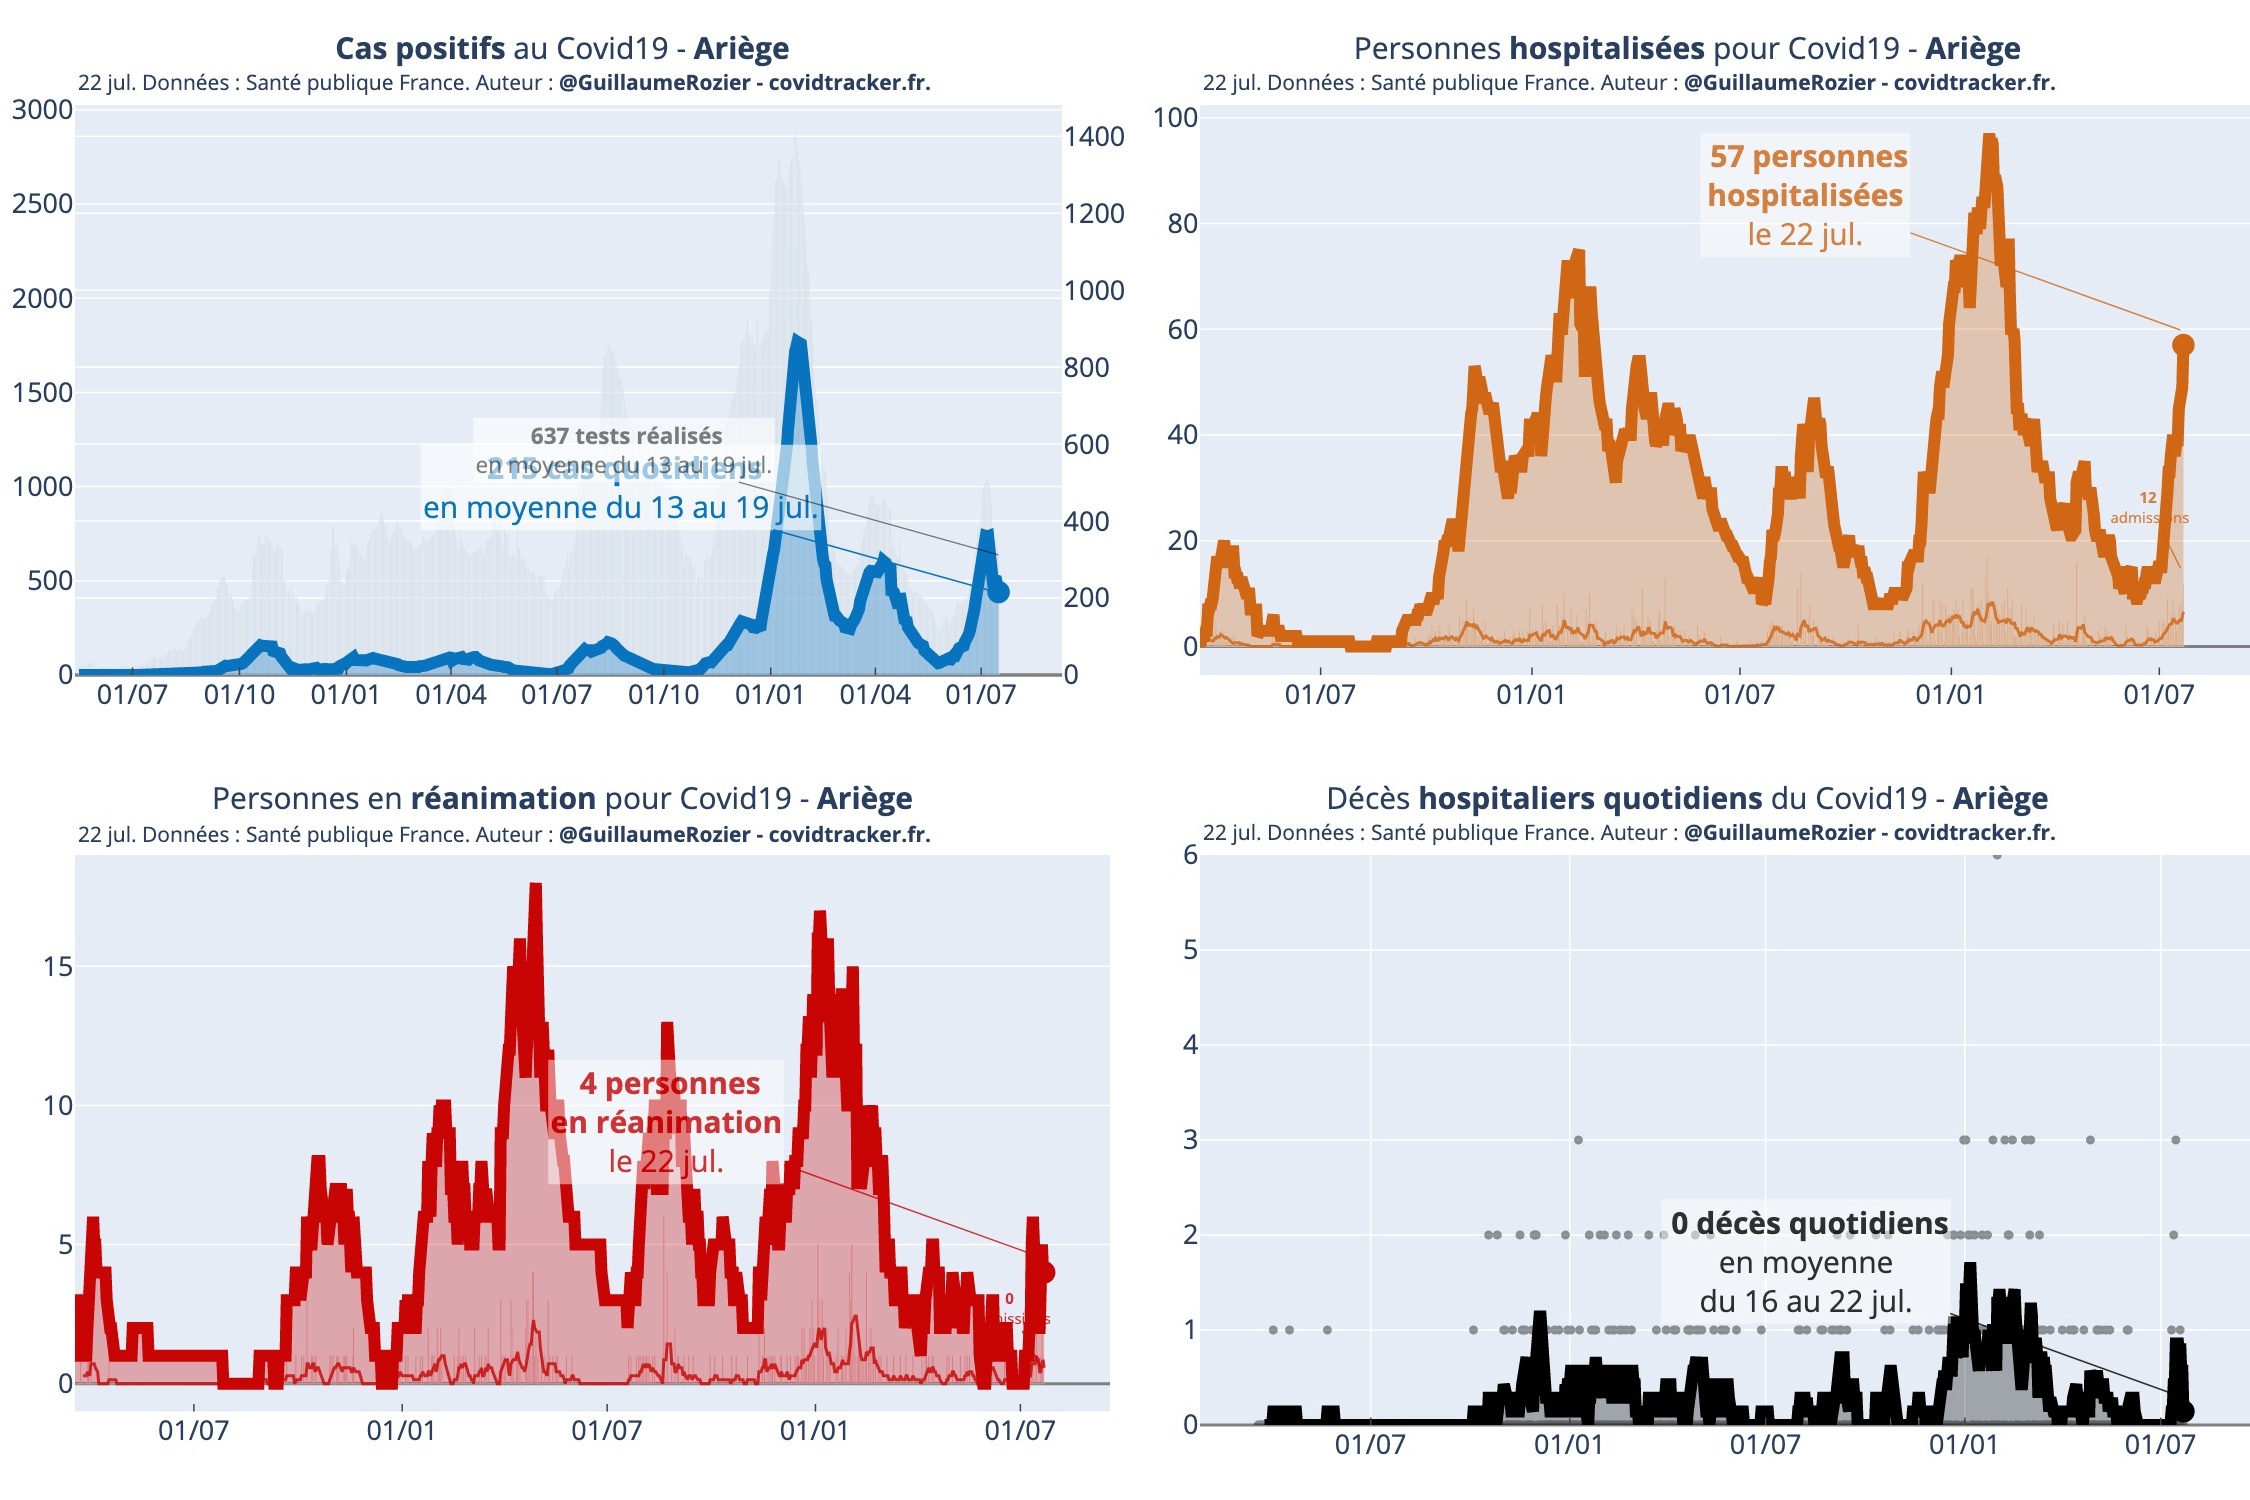 Cas positifs au Covid19 - Ariège
22 jul. Données : Santé publique France. Auteur : @GuillaumeRozier - covidtracker.fr.
3000
2500
2000
1500
1000
500
0
1400
1200
1000
800
600
400
200
0
637 tests réalisés
en moyenne du 13 au 19 jul.
215 cas quotidiens
en moyenne du 13 au 19 jul.
01/07 01/10 01/01 01/04 01/07 01/10 01/01 01/04 01/07
Personnes hospitalisées pour Covid19 - Ariège
22 jul. Données : Santé publique France. Auteur : @GuillaumeRozier - covidtracker.fr.
100
80
60
40
20
0
57 personnes
hospitalisées
le 22 jul.
12
admissions
01/07 01/01 01/07 01/01 01/07
Personnes en réanimation pour Covid19 - Ariège
22 jul. Données : Santé publique France. Auteur : @GuillaumeRozier - covidtracker.fr.
15
10
5
0
4 personnes
en réanimation
le 22 jul.
0
01/07 01/01 01/07 01/01 01/07
Décès hospitaliers quotidiens du Covid19 - Ariège
22 jul. Données : Santé publique France. Auteur : @GuillaumeRozier - covidtracker.fr.
6
5
4
3
2
1
0
0 décès quotidiens
en moyenne
du 16 au 22 jul.
01/07 01/01 01/07 01/01 01/07